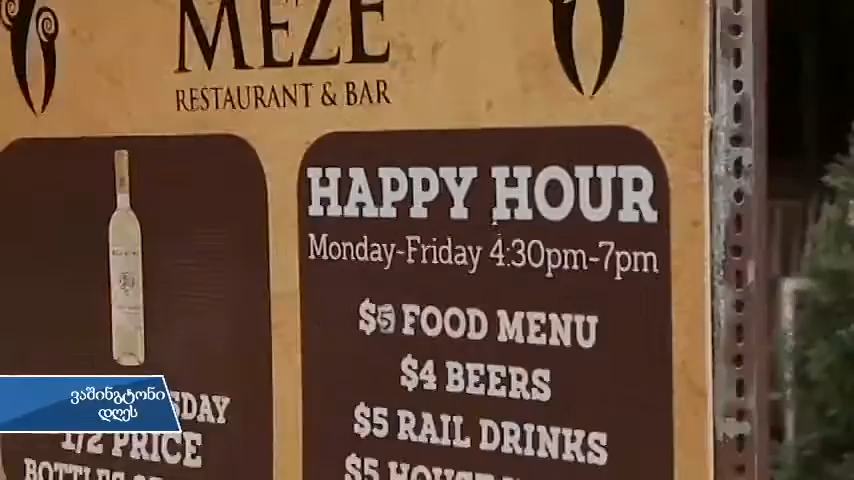 MEZE
RESTAURANT & BAR
HAPPY HOUR
Monday-Friday 4:30pm-7pm
$5 FOOD MENU
$4 BEERS
$5 RAIL DRINKS
$5 HOUSE
1/2 PRICE
BOTTLES
ვაშინგტონი
დღეს